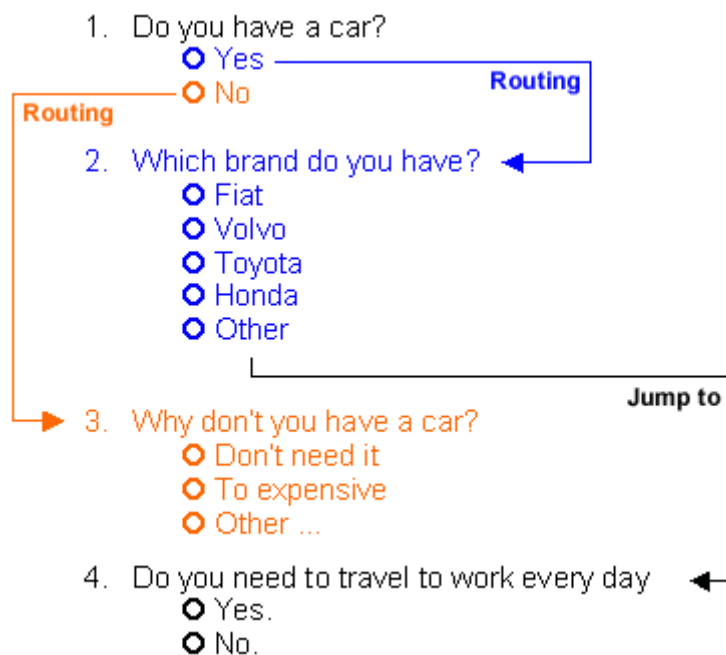 1. Do you have a car?
Yes
Routing
No
Routing
2. Which brand do you have?
Fiat
Volvo
Toyota
Honda
Other
Jump to
3. Why don't you have a car?
Don't need it
To expensive
Other ...
4. Do you need to travel to work every day
Yes.
No.